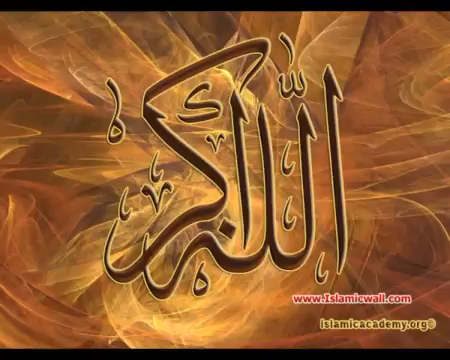 الله اكبر
www.Islamicwall.com
islamicacademy.org©